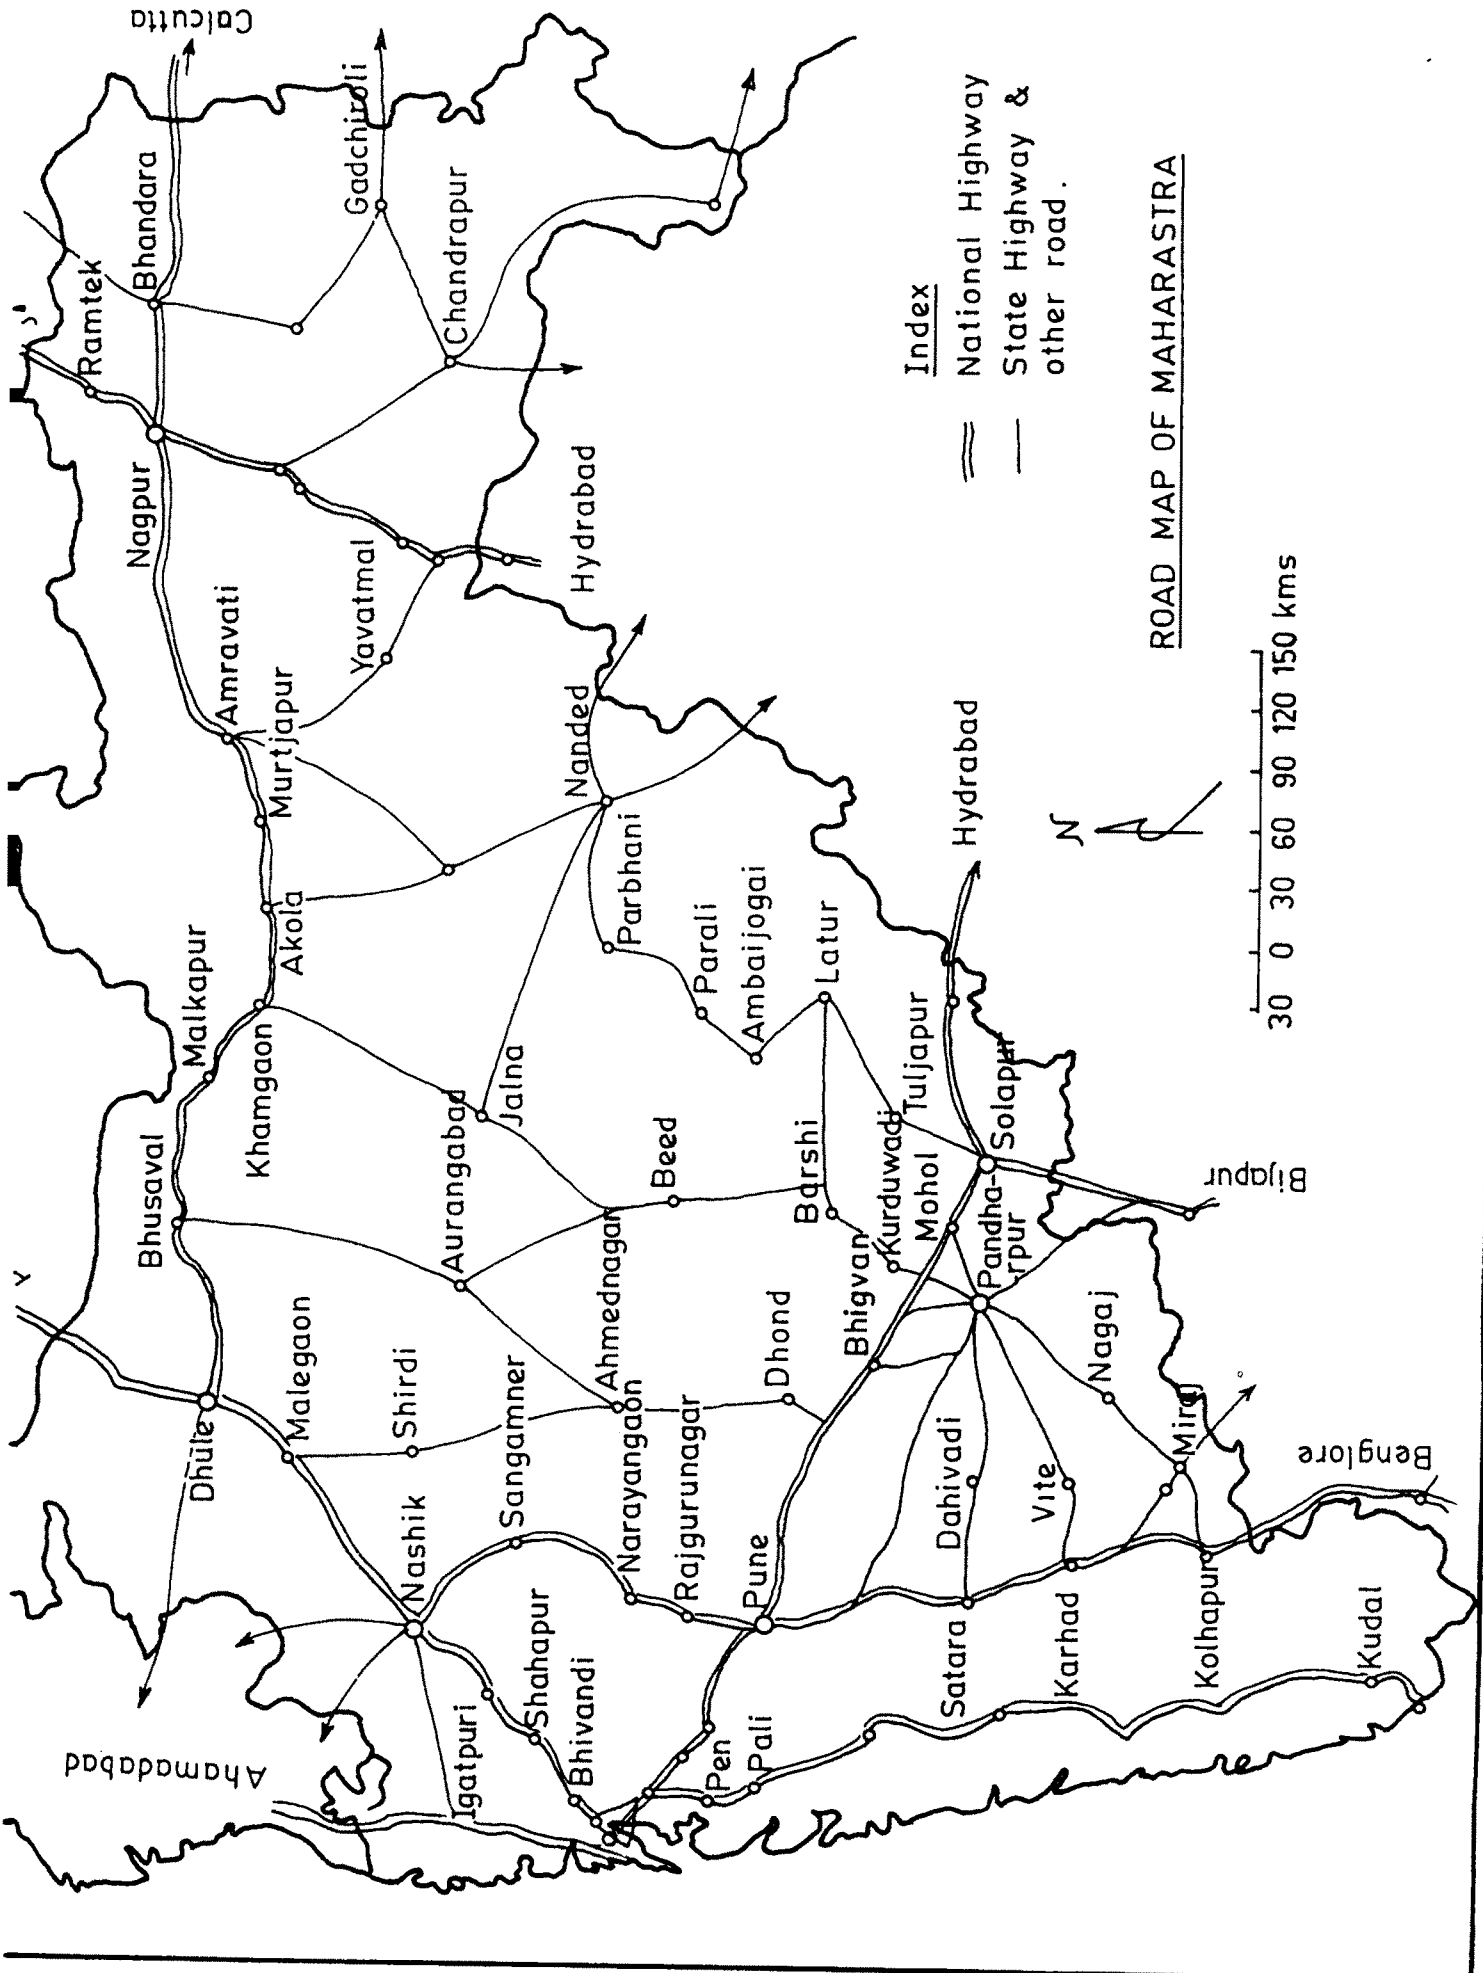 Calcutta
Ramtek
Bhandara
Gadchiroli
Nagpur
Chandrapur
Amravati
Murtjapur
Yavatmal
Hydrabad
Malkapur
Akola
Khamgaon
Bhusaval
Nanded
Parbhani
Parali
Ambaijogai
Latur
Jalna
Aurangabad
Beed
Barshi
Kurduwadi
Tuljapur
Mohol
Solapur
Hydrabad
Pandha-
rpur
Bijapur
Dhule
Malegaon
Shirdi
Sangamner
Ahmednagar
Dhond
Bhigvan
Nashik
Narayangaon
Rajgurunagar
Pune
Dahivadi
Vite
Nagaj
Miraj
Benglore
Ahamadabad
Igatpuri
Shahapur
Bhivandi
Pen
Pali
Satara
Karhad
Kolhapur
Kudal
Index
National Highway
State Highway &
other road.
N
30 0 30 60 90 120 150 kms
ROAD MAP OF MAHARASTRA